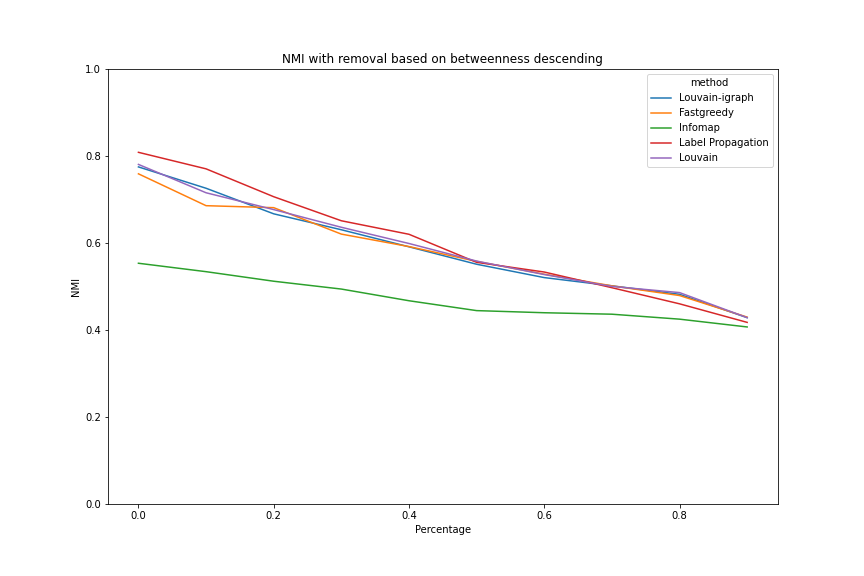 NMI with removal based on betweenness descending
method
Louvain-igraph
Fastgreedy
Infomap
Label Propagation
Louvain
1.0
0.8
0.6
0.4
0.2
0.0
NMI
0.0 0.2 0.4 0.6 0.8
Percentage